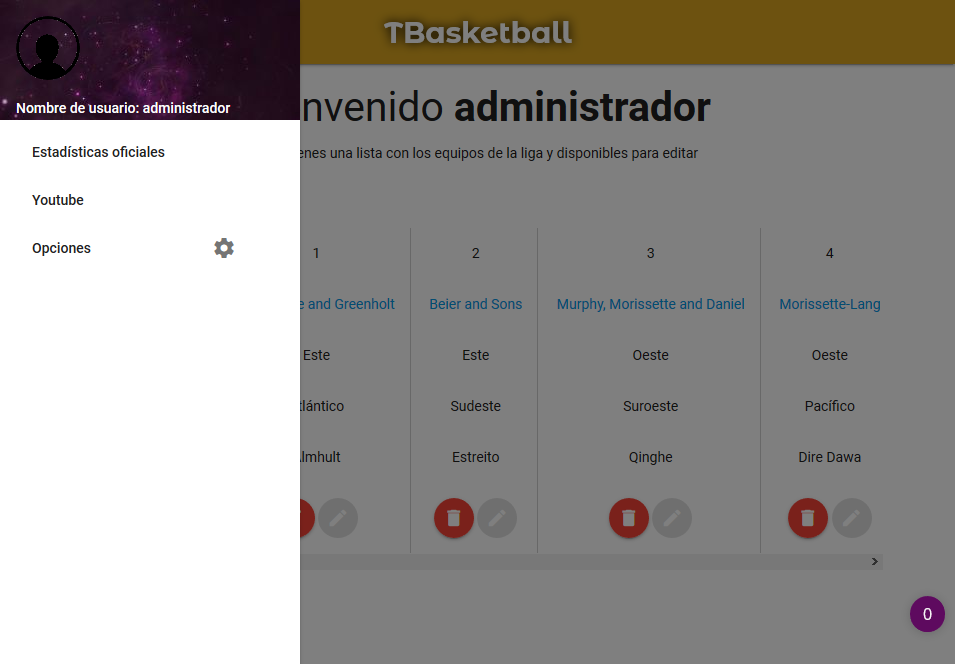 TBasketball
Nombre de usuario: administrador
nvenido administrador
Estadísticas oficiales
enes una lista con los equipos de la liga y disponibles para editar
Youtube
Opciones
1 2 3 4
e and Greenholt Beier and Sons Murphy, Morissette and Daniel Morissette-Lang
Este Este Oeste Oeste
tlántico Sudeste Suroeste Pacífico
lmhult Estreito Qinghe Dire Dawa
0